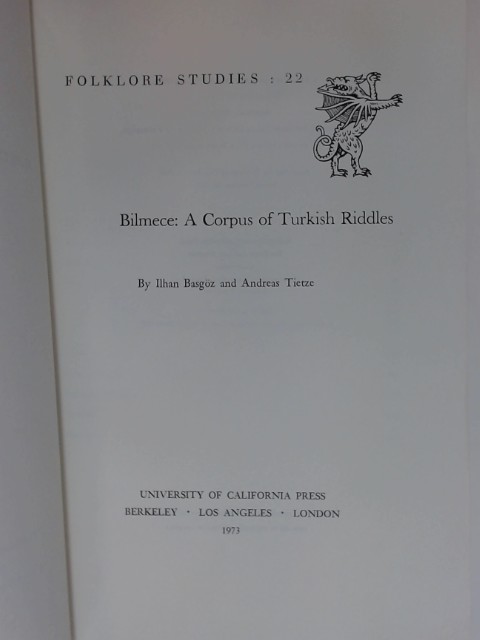 FOLKLORE STUDIES : 22
Bilmece: A Corpus of Turkish Riddles
By Ilhan Basgöz and Andreas Tietze
UNIVERSITY OF CALIFORNIA PRESS
BERKELEY • LOS ANGELES • LONDON
1973